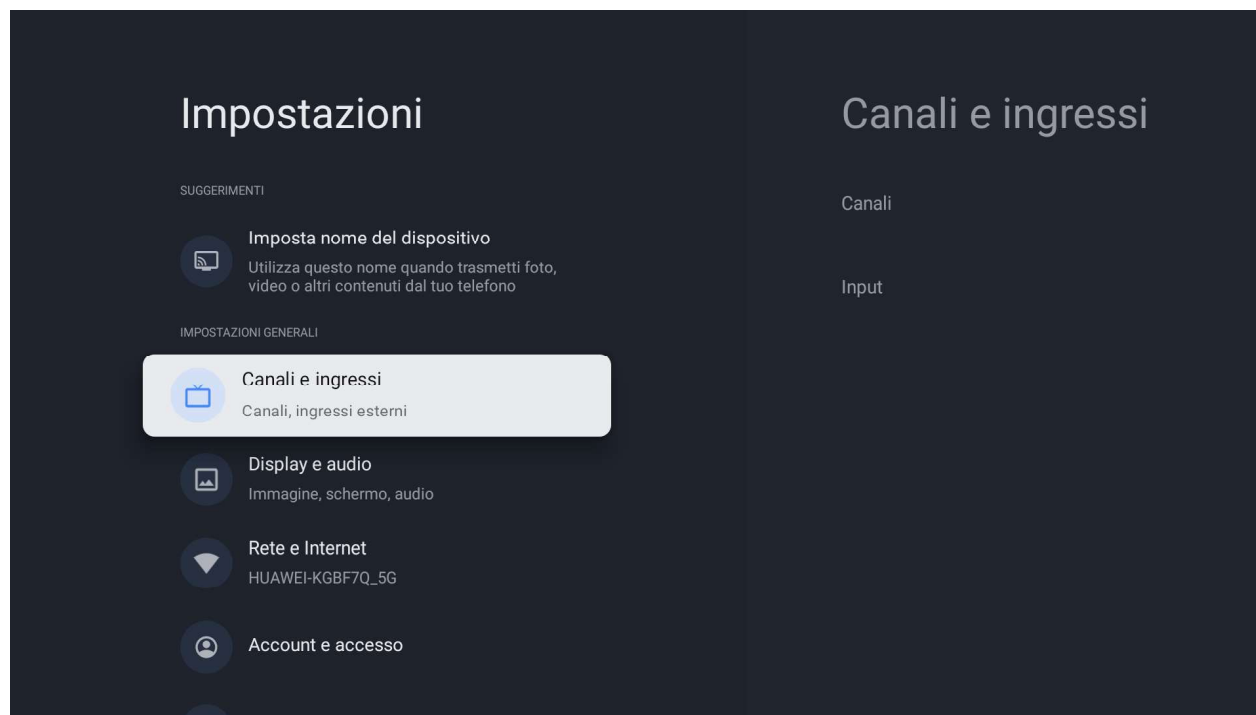 Impostazioni
SUGGERIMENTI
Imposta nome del dispositivo
Utilizza questo nome quando trasmetti foto,
video o altri contenuti dal tuo telefono
IMPOSTAZIONI GENERALI
Canali e ingressi
Canali, ingressi esterni
Display e audio
Immagine, schermo, audio
Rete e Internet
HUAWEI-KGBF7Q_5G
Account e accesso
Canali e ingressi
Canali
Input